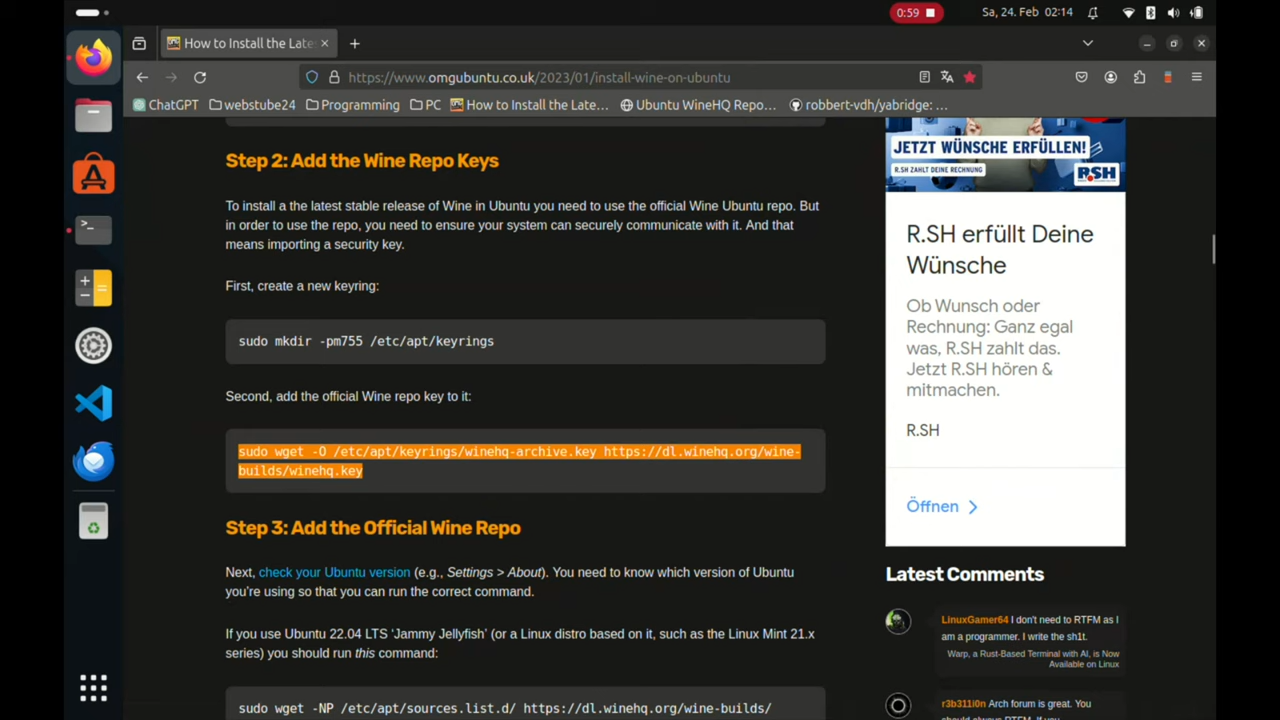 0:59
Sa, 24. Feb 02:14
How to Install the Late
https://www.omgubuntu.co.uk/2023/01/install-wine-on-ubuntu
ChatGPT
webstube24
Programming
PC
How to Install the Late...
Ubuntu WineHQ Repo...
robbert-vdh/yabridge: ...
Step 2: Add the Wine Repo Keys
To install a the latest stable release of Wine in Ubuntu you need to use the official Wine Ubuntu repo. But
in order to use the repo, you need to ensure your system can securely communicate with it. And that
means importing a security key.
First, create a new keyring:
sudo mkdir -pm755 /etc/apt/keyrings
Second, add the official Wine repo key to it:
sudo wget -O /etc/apt/keyrings/winehq-archive.key https://dl.winehq.org/wine-
builds/winehq.key
Step 3: Add the Official Wine Repo
Next, check your Ubuntu version (e.g., Settings > About). You need to know which version of Ubuntu
you're using so that you can run the correct command.
If you use Ubuntu 22.04 LTS ‘Jammy Jellyfish’ (or a Linux distro based on it, such as the Linux Mint 21.x
series) you should run this command:
sudo wget -NP /etc/apt/sources.list.d/ https://dl.winehq.org/wine-builds/
JETZT WÜNSCHE ERFÜLLEN!
R.SH ZAHLT DEINE RECHNUNG
R.SH
R.SH erfüllt Deine
Wünsche
Ob Wunsch oder
Rechnung: Ganz egal
was, R.SH zahlt das.
Jetzt R.SH hören &
mitmachen.
R.SH
Öffnen
Latest Comments
LinuxGamer64 I don't need to RTFM as I
am a programmer. I write the sh1t.
Warp, a Rust-Based Terminal with AI, is Now
Available on Linux
r3b311i0n Arch forum is great. You